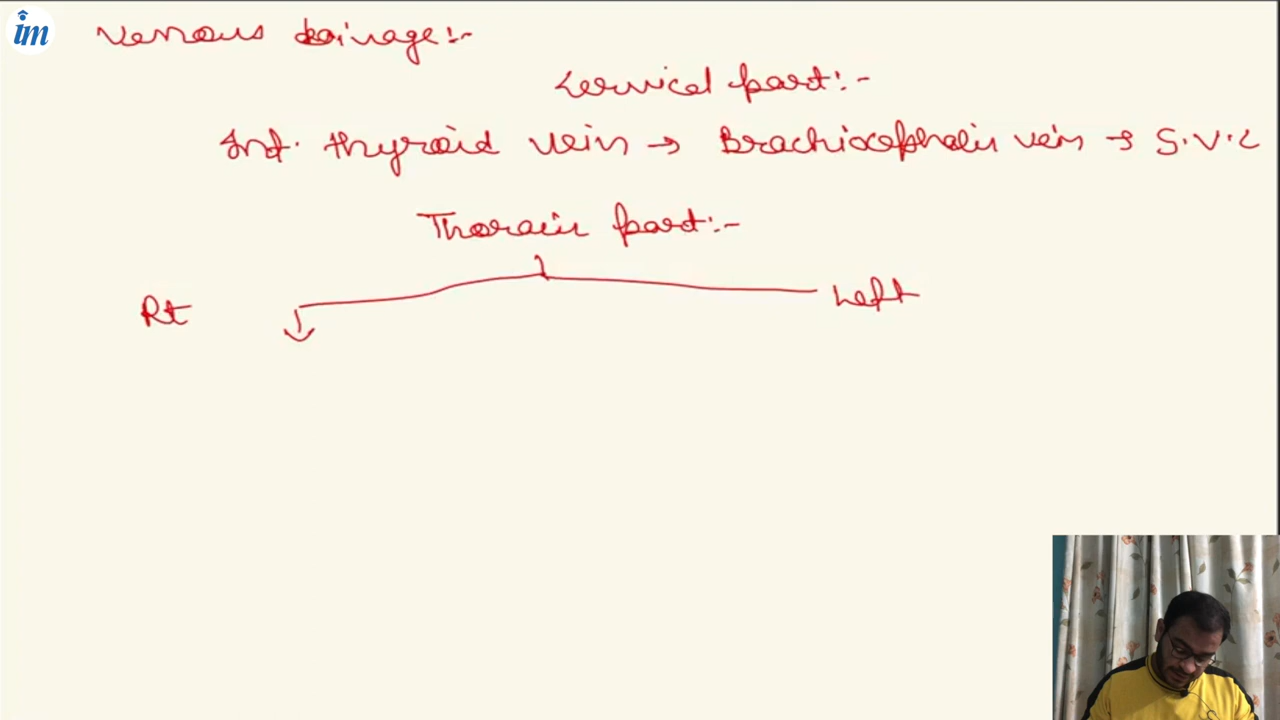 im
Venous drainage:-
Cervical part:-
Inf. thyroid vein → Brachiocephalic vein → S.V.C
Thoracic part:-
Rt
Left